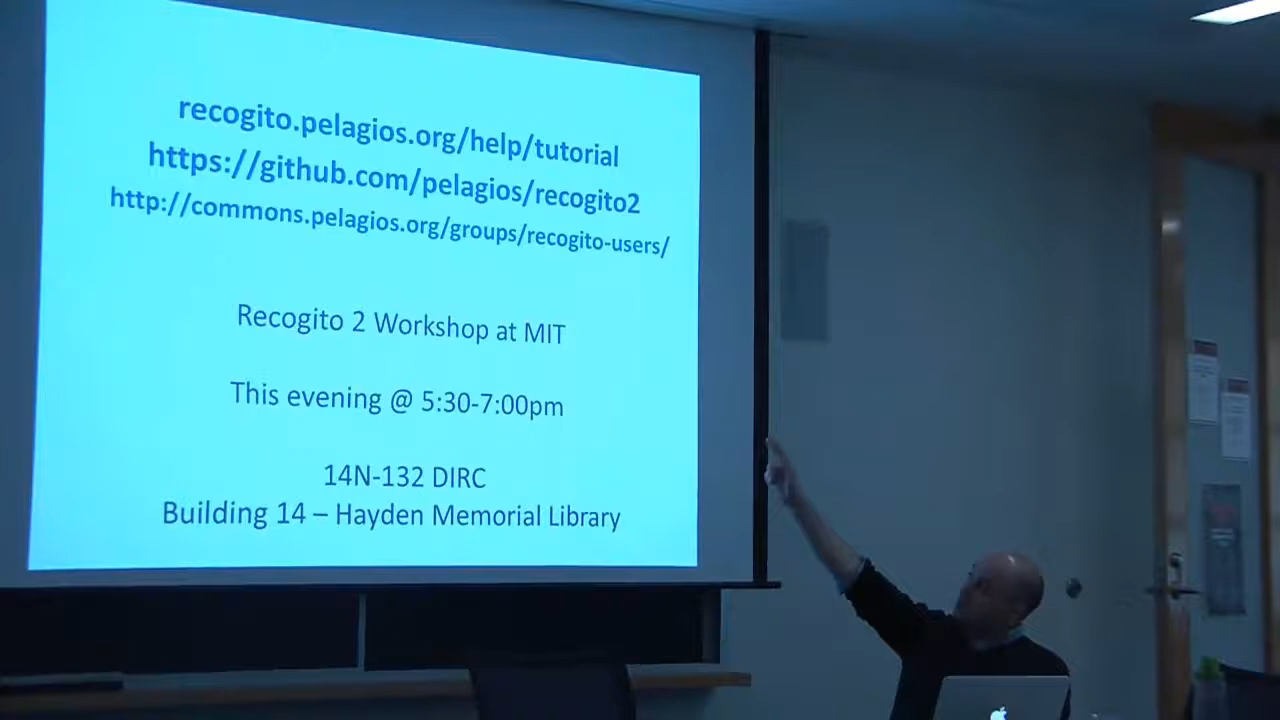 recogito.pelagios.org/help/tutorial
https://github.com/pelagios/recogito2
http://commons.pelagios.org/groups/recogito-users/
Recogito 2 Workshop at MIT
This evening @ 5:30-7:00pm
14N-132 DIRC
Building 14 – Hayden Memorial Library